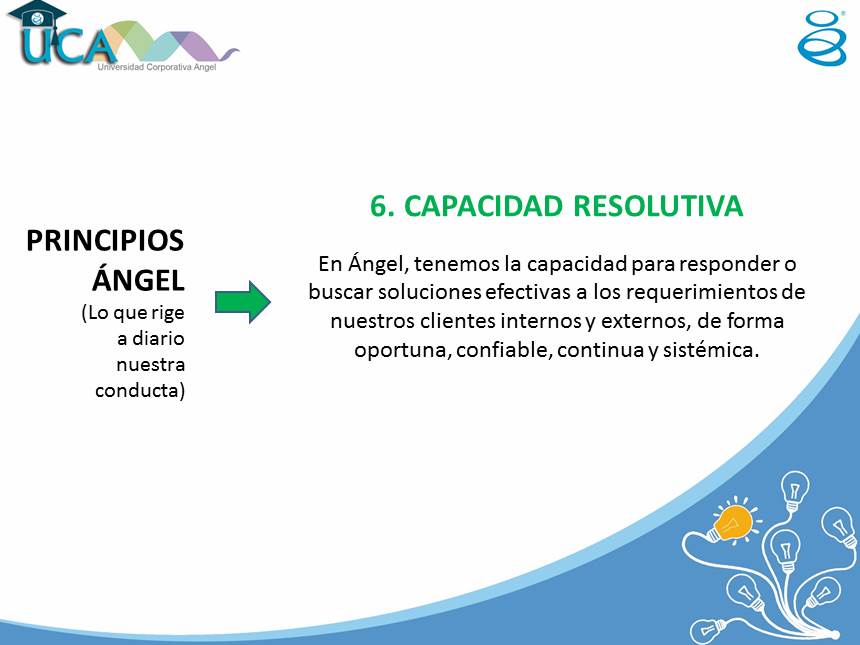 UCA
Universidad Corporativa Angel
PRINCIPIOS
ÁNGEL
(Lo que rige
a diario
nuestra
conducta)
6. CAPACIDAD RESOLUTIVA
En Ángel, tenemos la capacidad para responder o
buscar soluciones efectivas a los requerimientos de
nuestros clientes internos y externos, de forma
oportuna, confiable, continua y sistémica.